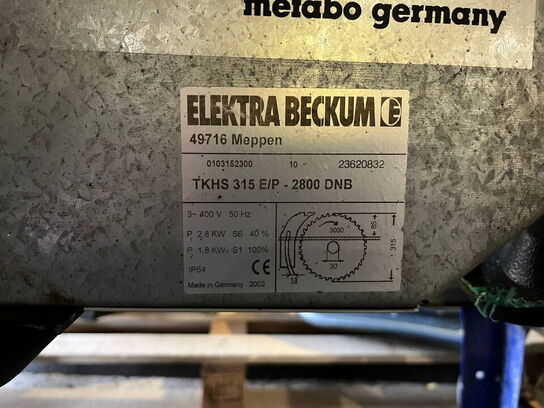 metabo germany
ELEKTRA BECKUM E
49716 Meppen
0103152300 10 23620832
TKHS 315 E/P - 2800 DNB
3~ 400 V 50 Hz
P1 2,8 KW S6 40 %
P2 1,8 KW S1 100%
IP54 CE
Made in Germany 2002
3000
30
85
315